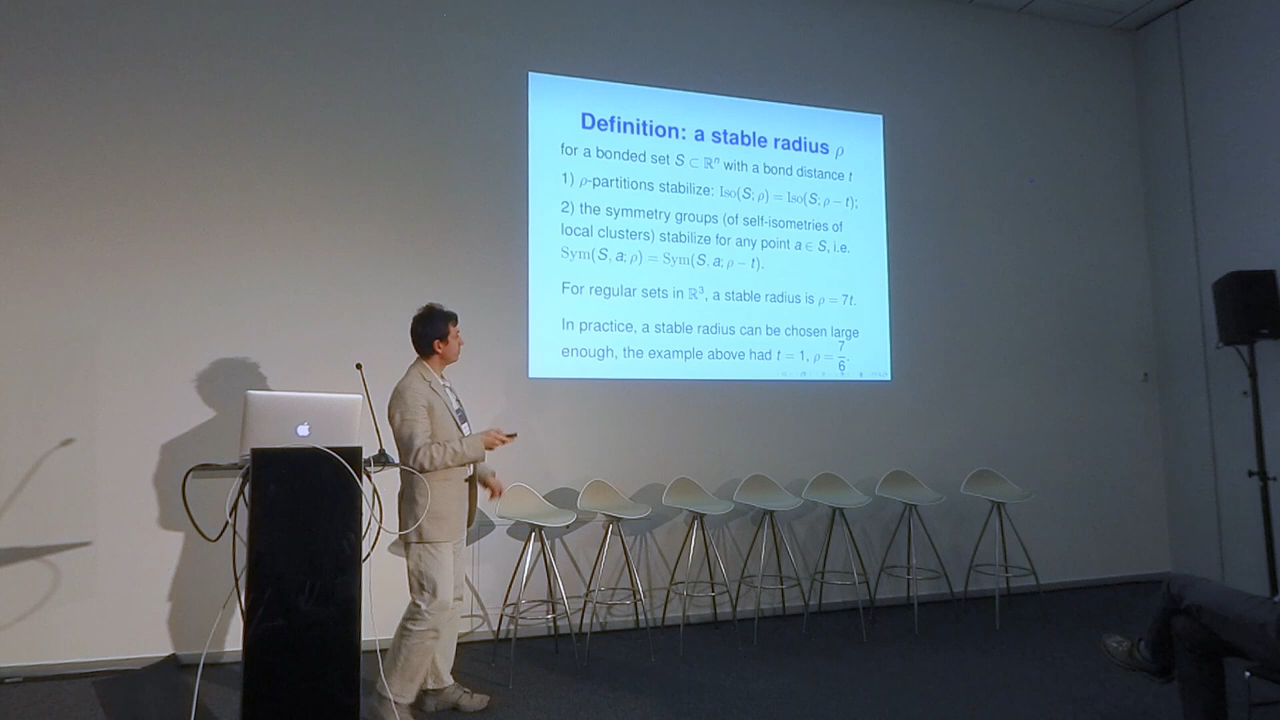 Definition: a stable radius ρ
for a bonded set S ⊂ ℝⁿ with a bond distance t
1) ρ-partitions stabilize: Iso(S; ρ) = Iso(S; ρ − t);
2) the symmetry groups (of self-isometries of
local clusters) stabilize for any point a ∈ S, i.e.
Sym(S, a; ρ) = Sym(S, a; ρ − t).
For regular sets in ℝ³, a stable radius is ρ = 7t.
In practice, a stable radius can be chosen large
enough, the example above had t = 1, ρ = 7/6.